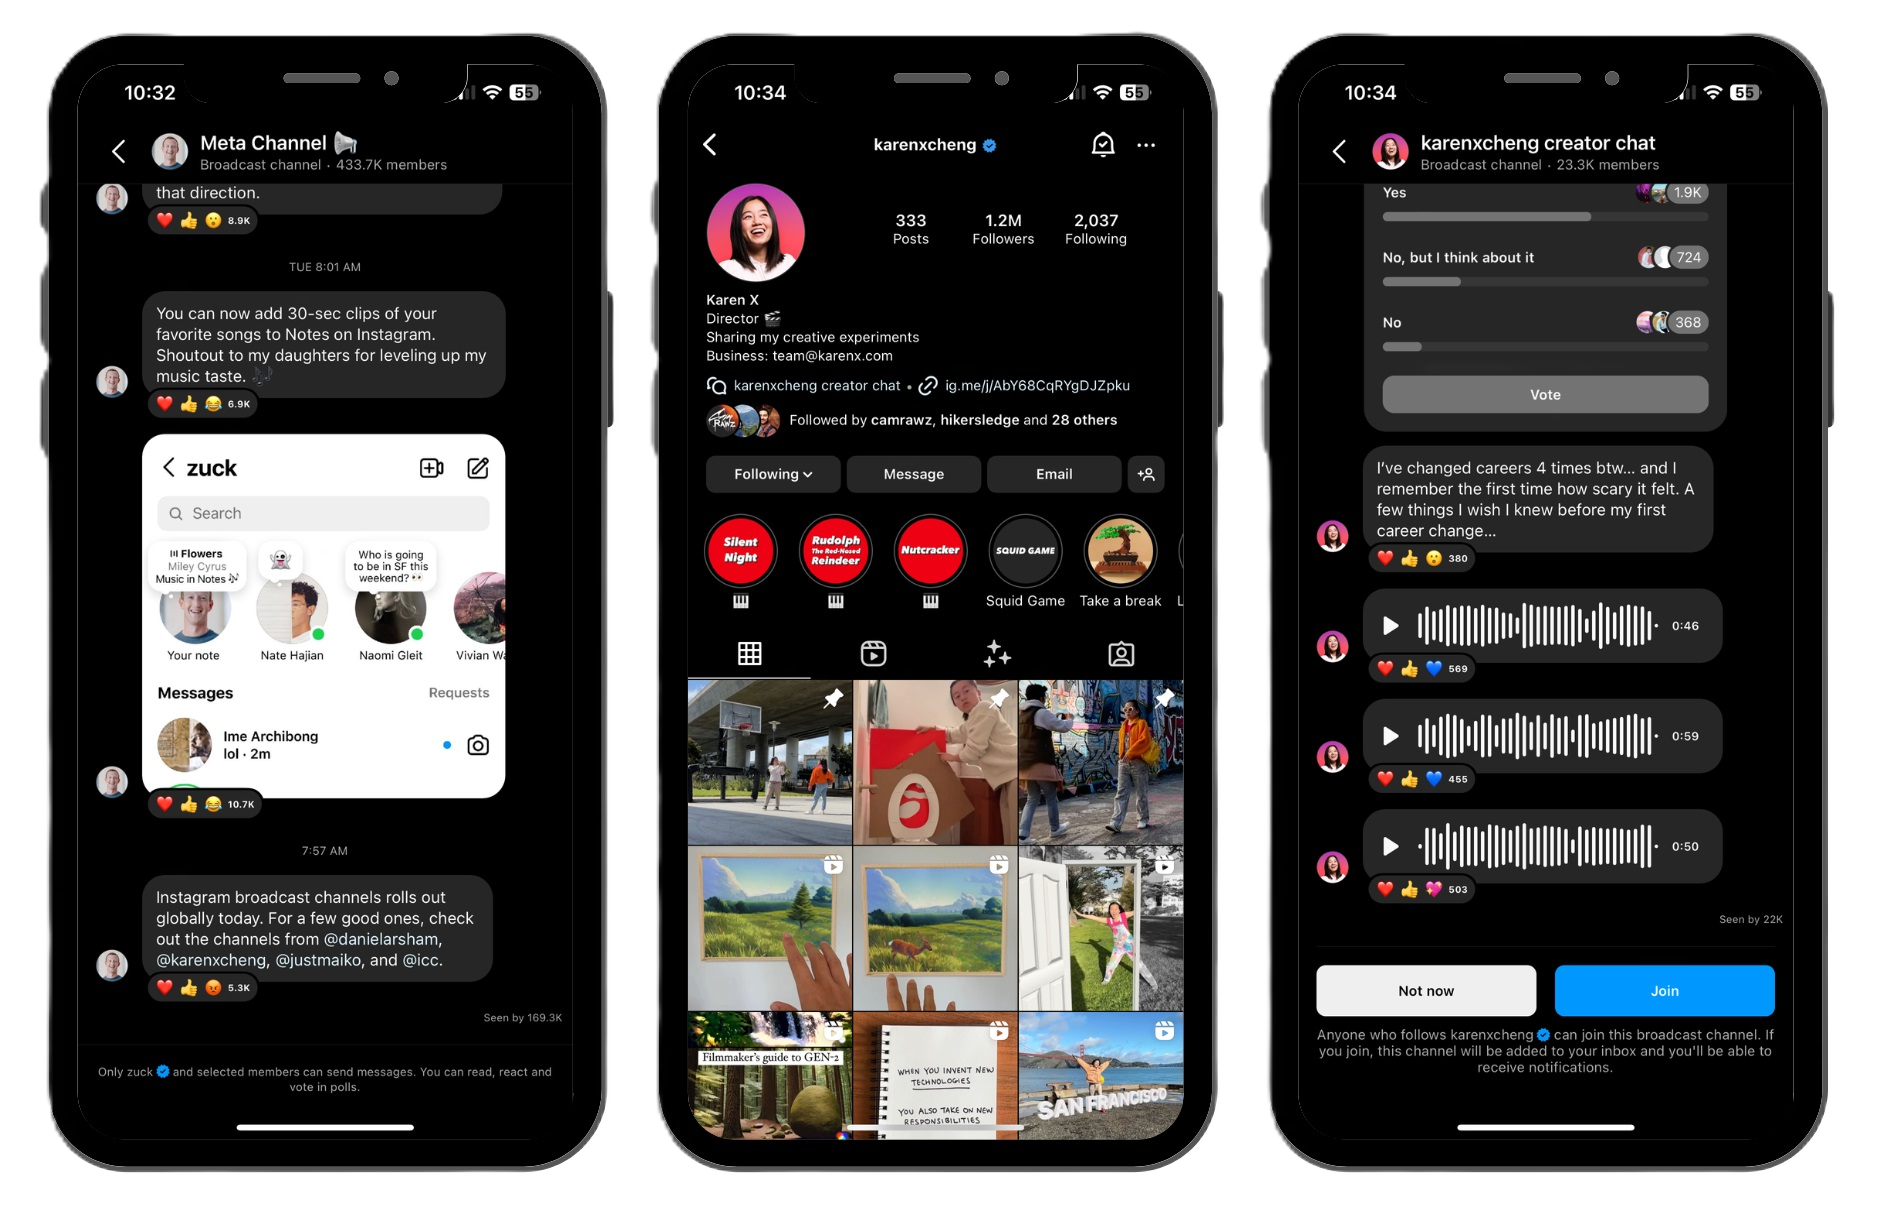 10:32
55
Meta Channel
Broadcast channel · 433.7K members
that direction.
8.9K
TUE 8:01 AM
You can now add 30-sec clips of your
favorite songs to Notes on Instagram.
Shoutout to my daughters for leveling up my
music taste. 🎶
6.9K
zuck
Search
Flowers
Miley Cyrus
Music in Notes 🎶
Your note
👻
Nate Hajian
Who is going
to be in SF this
weekend? 👀
Naomi Gleit
Vivian Wa
Messages
Requests
Ime Archibong
lol · 2m
10.7K
7:57 AM
Instagram broadcast channels rolls out
globally today. For a few good ones, check
out the channels from @danielarsham,
@karenxcheng, @justmaiko, and @icc.
5.3K
Seen by 169.3K
Only zuck and selected members can send messages. You can read, react and
vote in polls.
10:34
55
karenxcheng
333
Posts
1.2M
Followers
2,037
Following
Karen X
Director 🎬
Sharing my creative experiments
Business: team@karenx.com
karenxcheng creator chat • ig.me/j/AbY68CqRYgDJZpku
RAWZ
Followed by camrawz, hikersledge and 28 others
Following
Message
Email
Silent
Night
Rudolph
The Red-Nosed
Reindeer
Nutcracker
SQUID GAME
Squid Game
Take a break
L
Filmmaker's guide to GEN-2
WHEN YOU INVENT NEW
TECHNOLOGIES
YOU ALSO TAKE ON NEW
RESPONSIBILITIES
SAN FRANCISCO
10:34
55
karenxcheng creator chat
Broadcast channel · 23.3K members
Yes
1.9K
No, but I think about it
724
No
368
Vote
I've changed careers 4 times btw... and I
remember the first time how scary it felt. A
few things I wish I knew before my first
career change...
380
0:46
569
0:59
455
0:50
503
Seen by 22K
Not now
Join
Anyone who follows karenxcheng can join this broadcast channel. If
you join, this channel will be added to your inbox and you'll be able to
receive notifications.